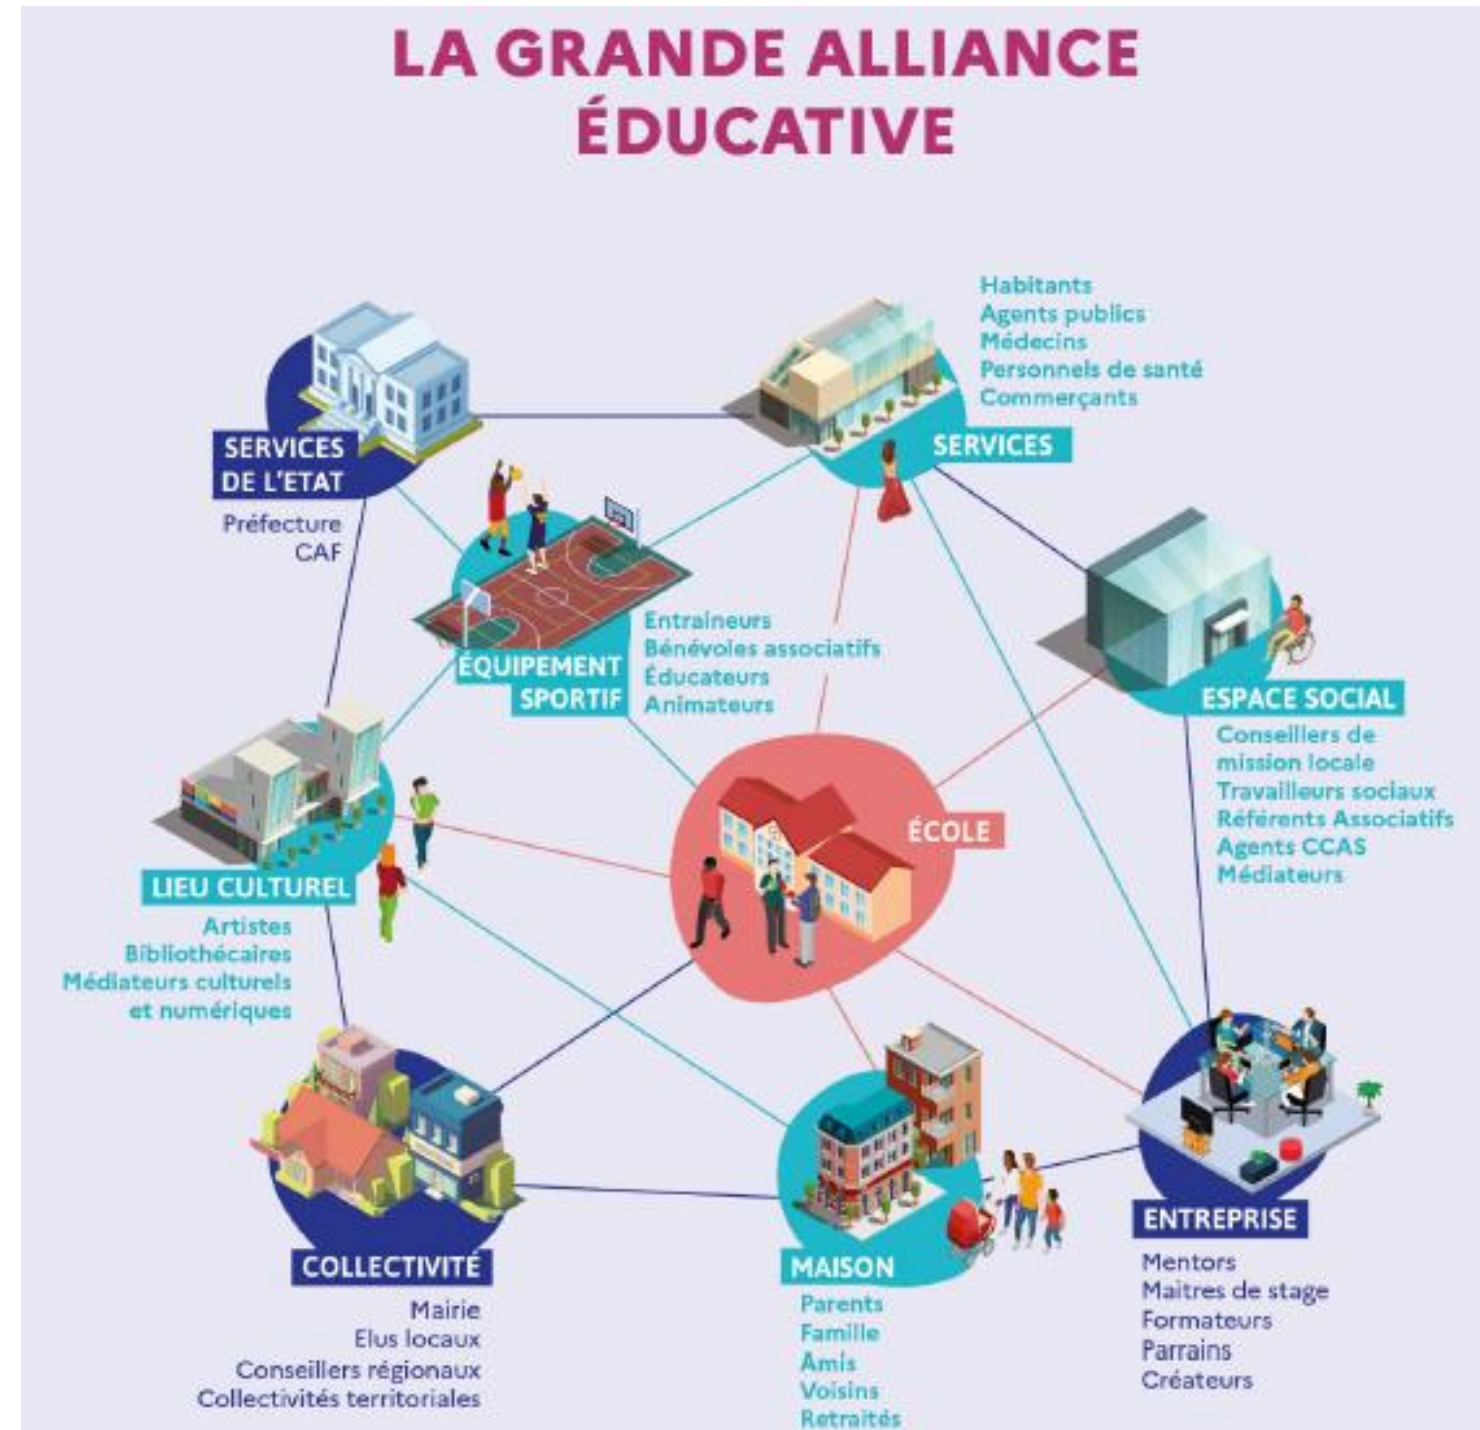 LA GRANDE ALLIANCE
ÉDUCATIVE
SERVICES
DE L'ETAT
Préfecture
CAF
Habitants
Agents publics
Médecins
Personnels de santé
Commerçants
SERVICES
ÉQUIPEMENT
SPORTIF
Entraineurs
Bénévoles associatifs
Éducateurs
Animateurs
ESPACE SOCIAL
Conseillers de
mission locale
Travailleurs sociaux
Référents Associatifs
Agents CCAS
Médiateurs
ÉCOLE
LIEU CULTUREL
Artistes
Bibliothécaires
Médiateurs culturels
et numériques
COLLECTIVITÉ
Mairie
Elus locaux
Conseillers régionaux
Collectivités territoriales
MAISON
Parents
Famille
Amis
Voisins
Retraités
ENTREPRISE
Mentors
Maitres de stage
Formateurs
Parrains
Créateurs